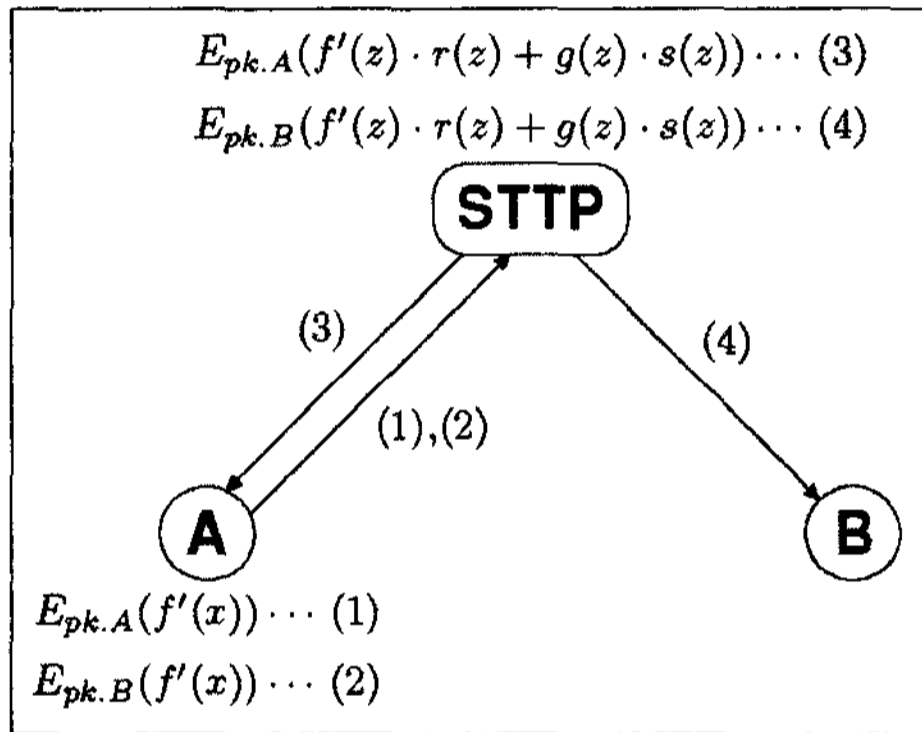 E_{pk.A}(f'(z) · r(z) + g(z) · s(z)) ··· (3)
E_{pk.B}(f'(z) · r(z) + g(z) · s(z)) ··· (4)
STTP
(3)
(4)
(1),(2)
A
B
E_{pk.A}(f'(x)) ··· (1)
E_{pk.B}(f'(x)) ··· (2)